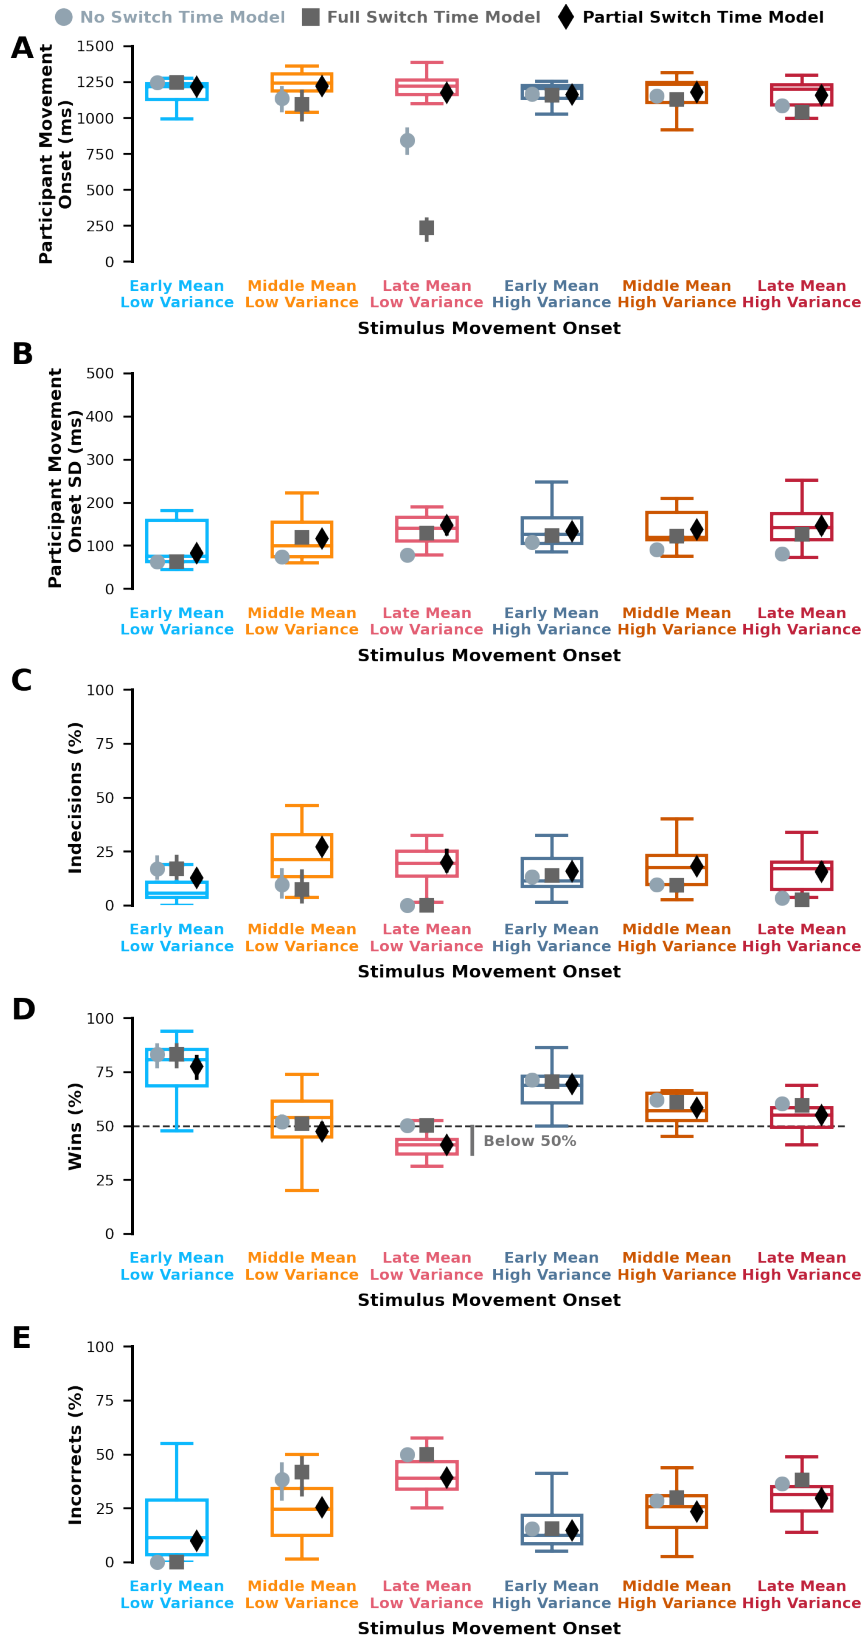 No Switch Time Model Full Switch Time Model Partial Switch Time Model
A
Participant Movement
Onset (ms)
1500
1250
1000
750
500
250
0
Early Mean Middle Mean Late Mean Early Mean Middle Mean Late Mean
Low Variance Low Variance Low Variance High Variance High Variance High Variance
Stimulus Movement Onset
B
Participant Movement
Onset SD (ms)
500
400
300
200
100
0
Early Mean Middle Mean Late Mean Early Mean Middle Mean Late Mean
Low Variance Low Variance Low Variance High Variance High Variance High Variance
Stimulus Movement Onset
C
Indecisions (%)
100
75
50
25
0
Early Mean Middle Mean Late Mean Early Mean Middle Mean Late Mean
Low Variance Low Variance Low Variance High Variance High Variance High Variance
Stimulus Movement Onset
D
Wins (%)
100
75
50
25
0
Below 50%
Early Mean Middle Mean Late Mean Early Mean Middle Mean Late Mean
Low Variance Low Variance Low Variance High Variance High Variance High Variance
Stimulus Movement Onset
E
Incorrects (%)
100
75
50
25
0
Early Mean Middle Mean Late Mean Early Mean Middle Mean Late Mean
Low Variance Low Variance Low Variance High Variance High Variance High Variance
Stimulus Movement Onset